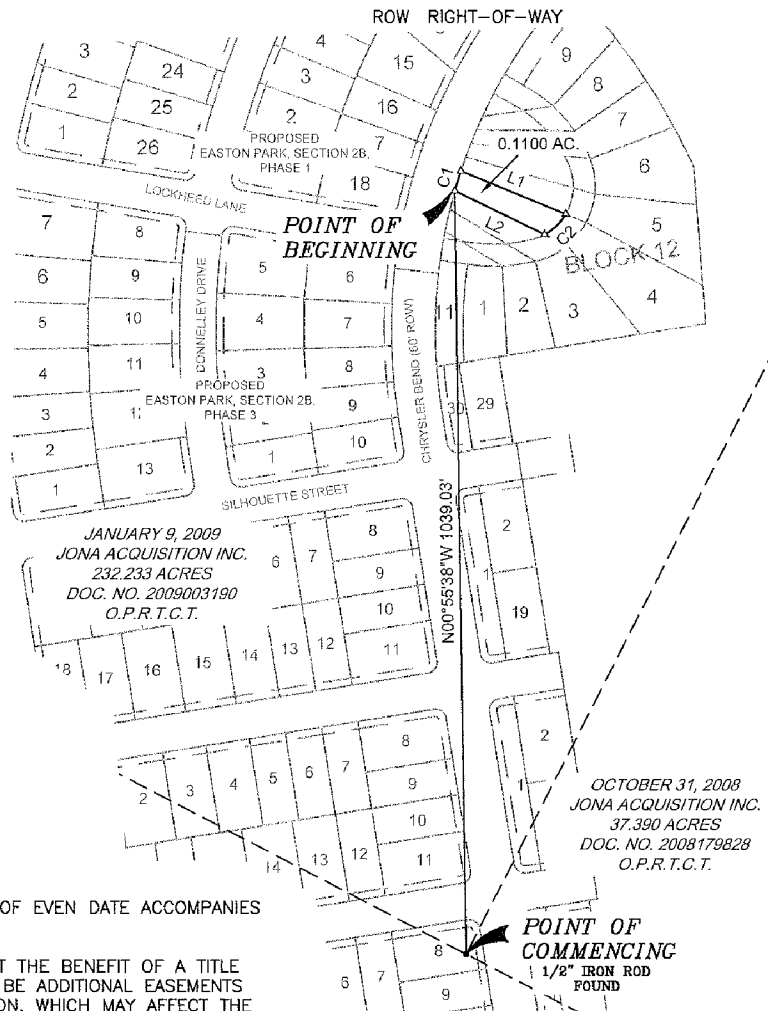 ROW RIGHT-OF-WAY
3
24
2
25
1
26
4
3
15
2
16
7
18
PROPOSED
EASTON PARK, SECTION 2B,
PHASE 1
9
8
7
6
5
4
3
2
1
11
0.1100 AC.
C1
L1
L2
C2
BLOCK 12
POINT OF
BEGINNING
LOCKHEED LANE
7
8
6
9
5
10
4
11
3
2
1
13
CONNELLEY DRIVE
5
6
4
7
3
8
9
1
10
PROPOSED
EASTON PARK, SECTION 2B,
PHASE 3
CHRYSLER BEND (60' ROW)
30
29
SILHOUETTE STREET
N00°55'38"W 1039.03'
JANUARY 9, 2009
JONA ACQUISITION INC.
232.233 ACRES
DOC. NO. 2009003190
O.P.R.T.C.T.
6
7
8
9
10
11
18
17
16
15
14
13
12
2
1
19
2
1
2
3
4
5
6
7
8
9
10
11
14
13
12
OCTOBER 31, 2008
JONA ACQUISITION INC.
37.390 ACRES
DOC. NO. 2008179828
O.P.R.T.C.T.
OF EVEN DATE ACCOMPANIES
POINT OF
COMMENCING
1/2" IRON ROD
FOUND
T THE BENEFIT OF A TITLE
BE ADDITIONAL EASEMENTS
ON, WHICH MAY AFFECT THE
6
7
8
9